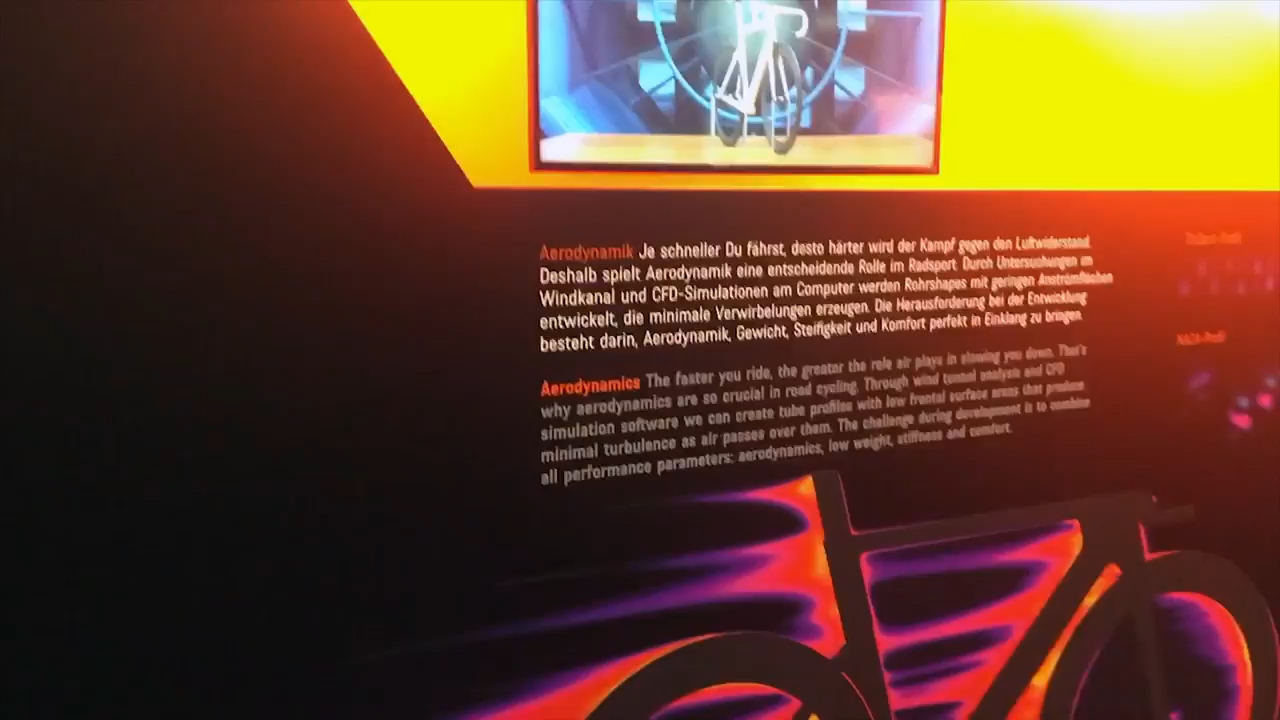 Aerodynamik Je schneller Du fährst, desto härter wird der Kampf gegen den Luftwiderstand.
Deshalb spielt Aerodynamik eine entscheidende Rolle im Radsport. Durch Untersuchungen im
Windkanal und CFD-Simulationen am Computer werden Rohrshapes mit geringen Anströmflächen
entwickelt, die minimale Verwirbelungen erzeugen. Die Herausforderung bei der Entwicklung
besteht darin, Aerodynamik, Gewicht, Steifigkeit und Komfort perfekt in Einklang zu bringen.
Aerodynamics The faster you ride, the greater the role air plays in slowing you down. That's
why aerodynamics are so crucial in road cycling. Through wind tunnel analysis and CFD
simulation software we can create tube profiles with low frontal surface areas that produce
minimal turbulence as air passes over them. The challenge during development is to combine
all performance parameters: aerodynamics, low weight, stiffness and comfort.
NACA-Profil